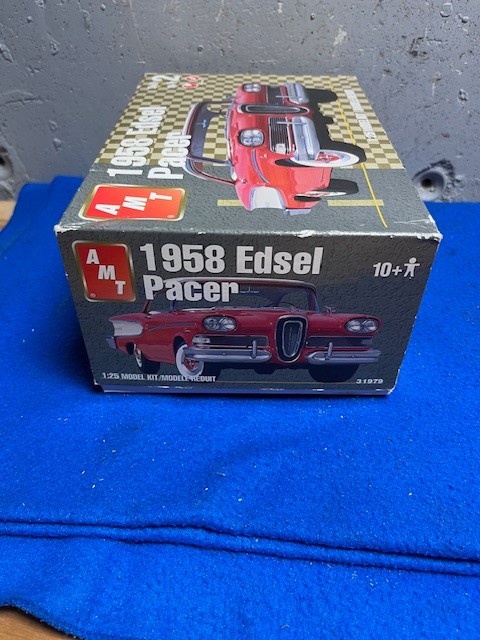 1958 Edsel
Pacer
AMT
AMT
1958 Edsel
Pacer
10+
1:25 MODEL KIT/MODELE REDUIT
31979